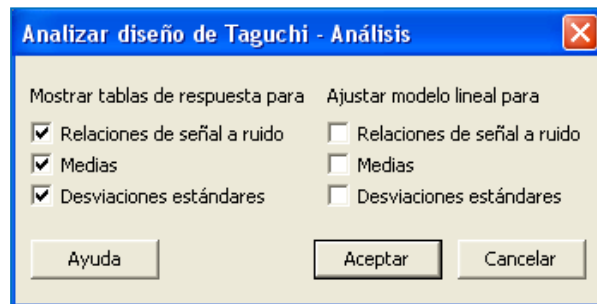 Analizar diseño de Taguchi - Análisis
Mostrar tablas de respuesta para
Relaciones de señal a ruido
Medias
Desviaciones estándares
Ajustar modelo lineal para
Relaciones de señal a ruido
Medias
Desviaciones estándares
Ayuda
Aceptar
Cancelar